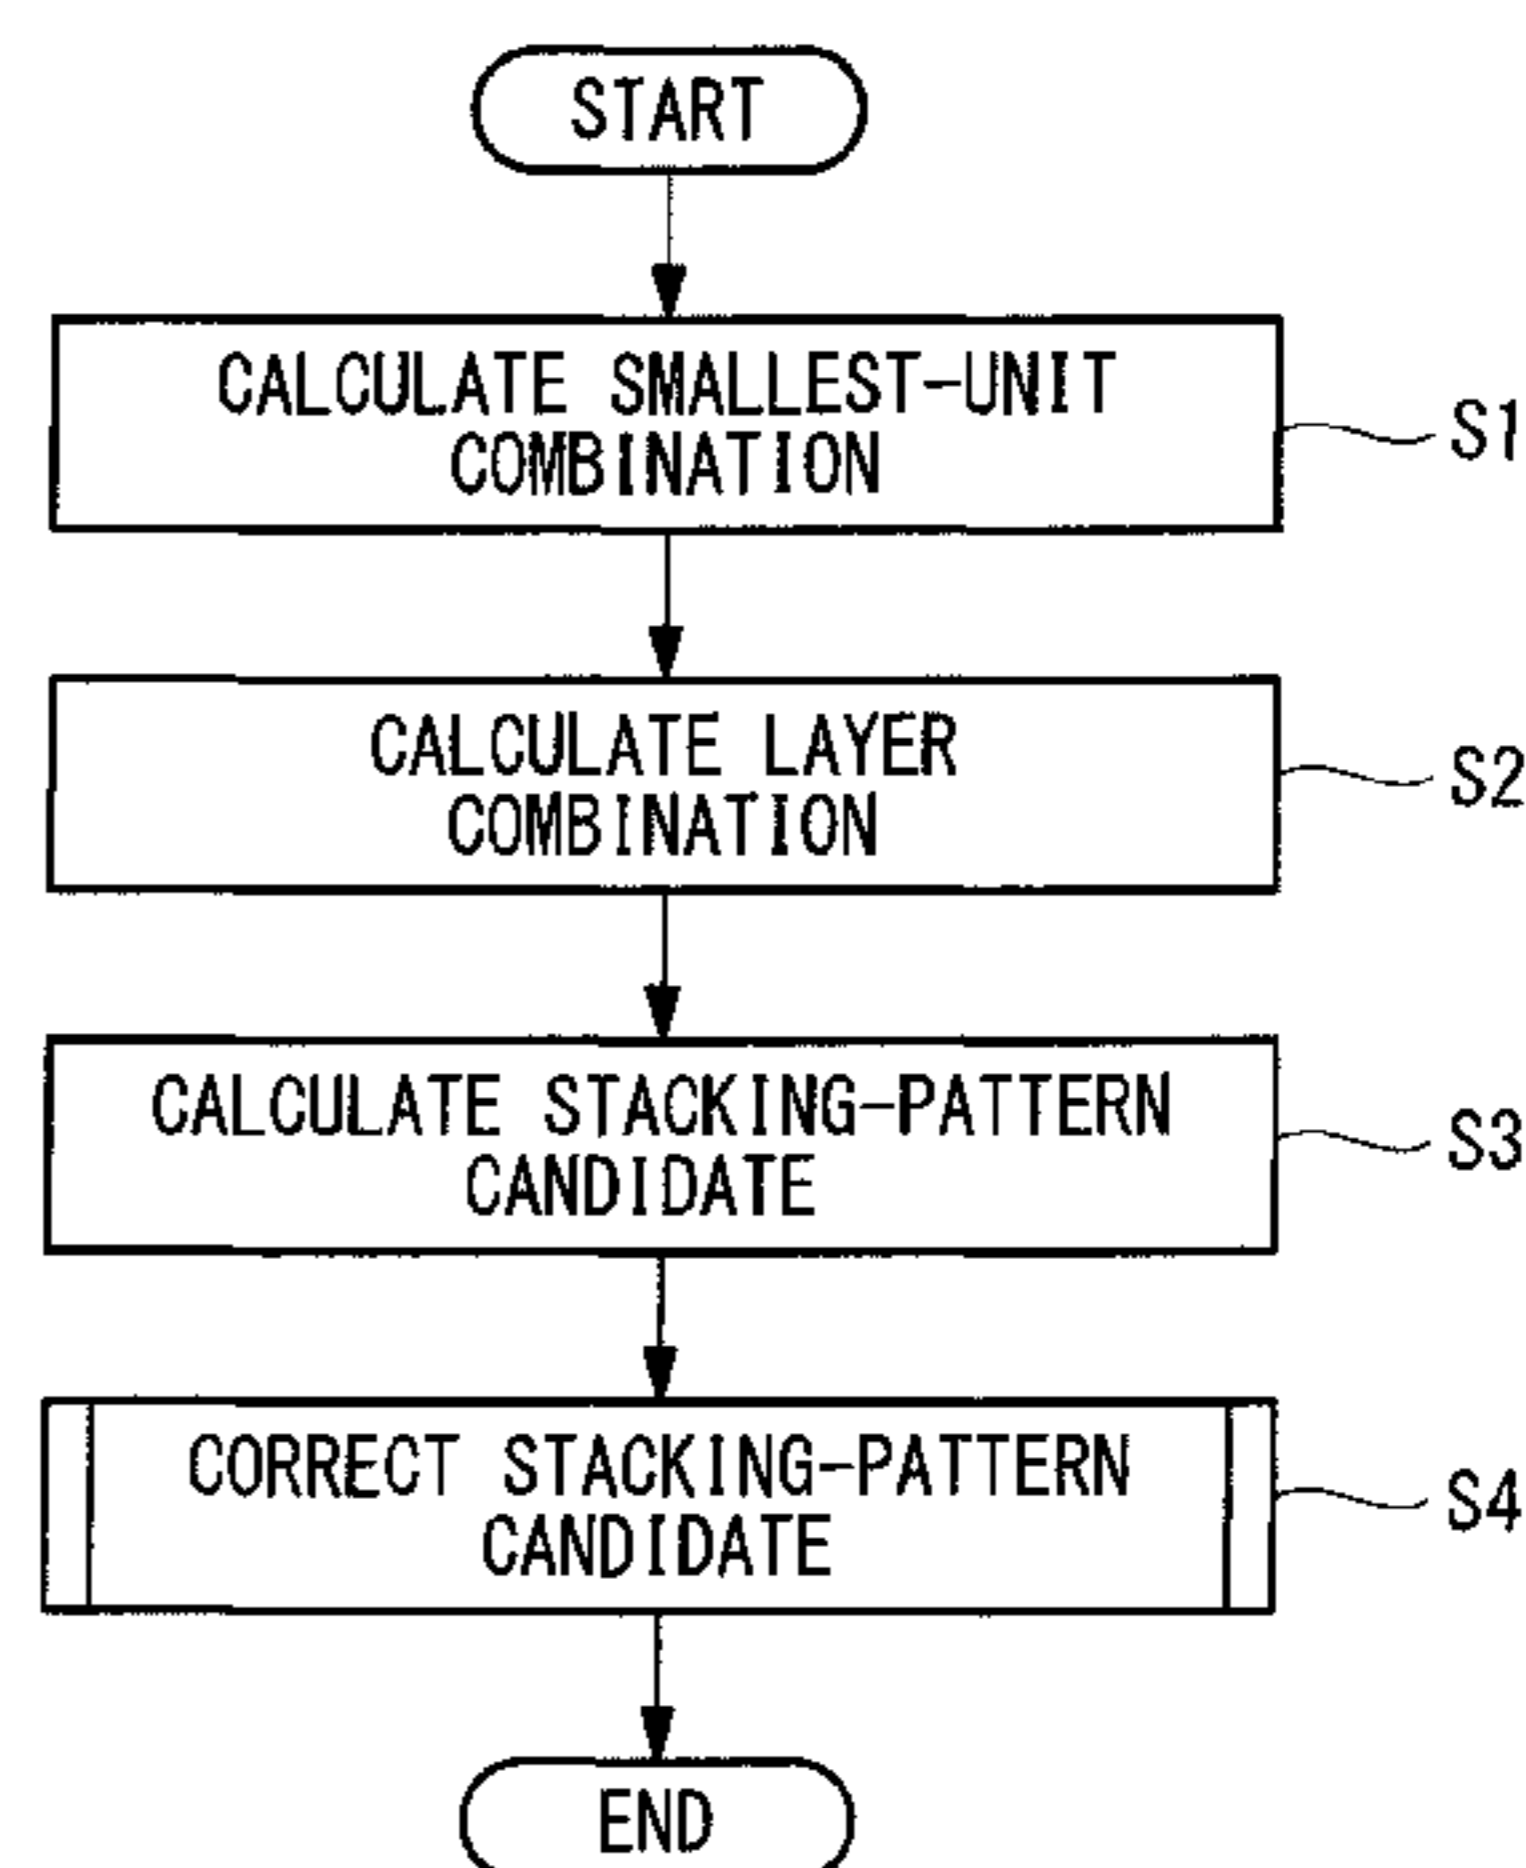 START
CALCULATE SMALLEST-UNIT
COMBINATION
S1
CALCULATE LAYER
COMBINATION
S2
CALCULATE STACKING-PATTERN
CANDIDATE
S3
CORRECT STACKING-PATTERN
CANDIDATE
S4
END